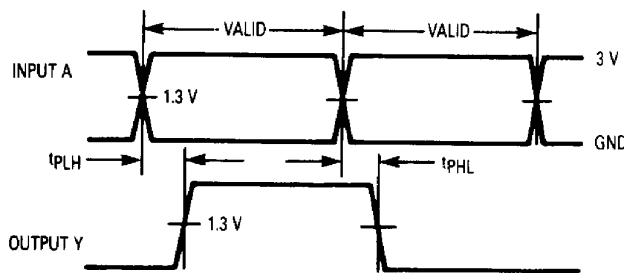 VALID VALID
INPUT A 3 V
1.3 V
GND
tPLH tPHL
1.3 V
OUTPUT Y